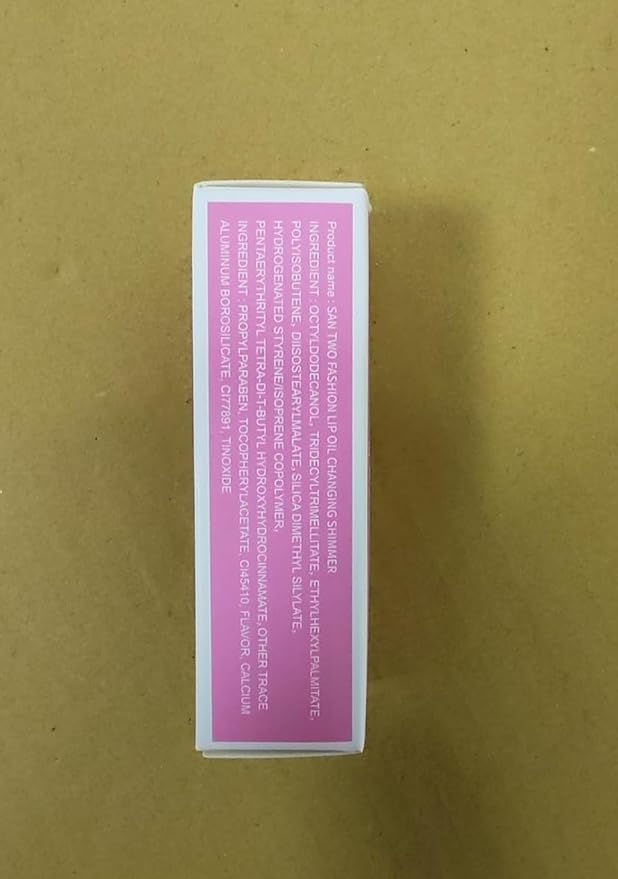 Product name : SAN TWO FASHION LIP OIL CHANGING SHIMMER
INGREDIENT : OCTYLDODECANOL, TRIDECYLTRIMELLITATE, ETHYLHEXYLPALMITATE,
POLYISOBUTENE, DIISOSTEARYLMALATE, SILICA DIMETHYL SILYLATE,
HYDROGENATED STYRENE/ISOPRENE COPOLYMER,
PENTAERYTHRITYL TETRA-DI-T-BUTYL HYDROXYHYDROCINNAMATE, OTHER TRACE
INGREDIENT : PROPYLPARABEN, TOCOPHERYLACETATE, CI45410, FLAVOR, CALCIUM
ALUMINUM BOROSILICATE, CI77891, TINOXIDE